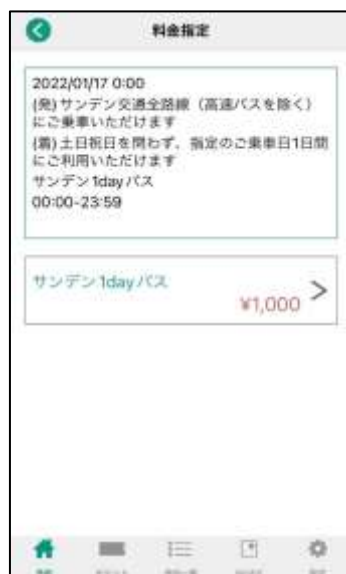 料金指定
2022/01/17 0:00
(発)サンデン交通全路線（高速バスを除く）
にご乗車いただけます
(着)土日祝日を問わず、指定のご乗車日1日間
にご利用いただけます
サンデン1dayパス
00:00-23:59
サンデン1dayパス
¥1,000